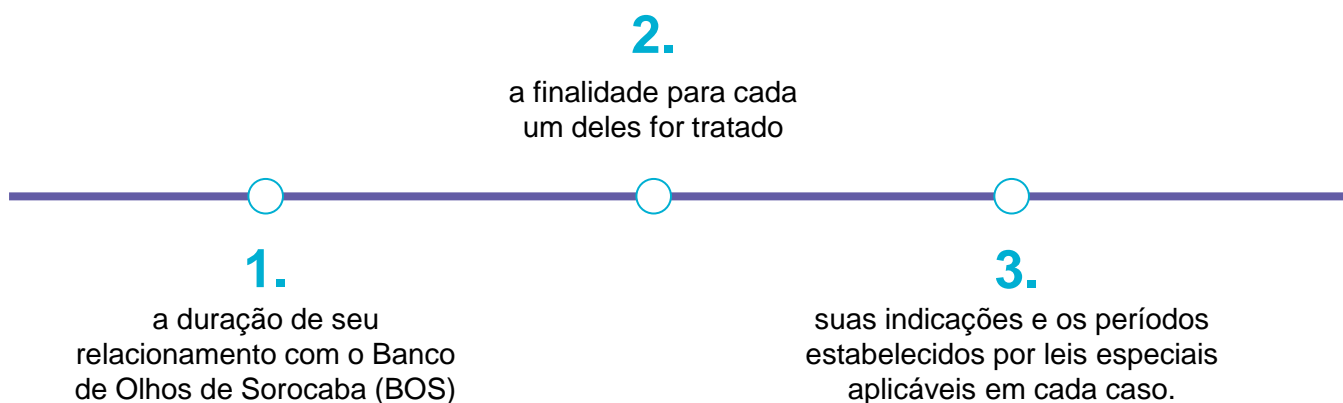 1.
a duração de seu
relacionamento com o Banco
de Olhos de Sorocaba (BOS)
2.
a finalidade para cada
um deles for tratado
3.
suas indicações e os períodos
estabelecidos por leis especiais
aplicáveis em cada caso.